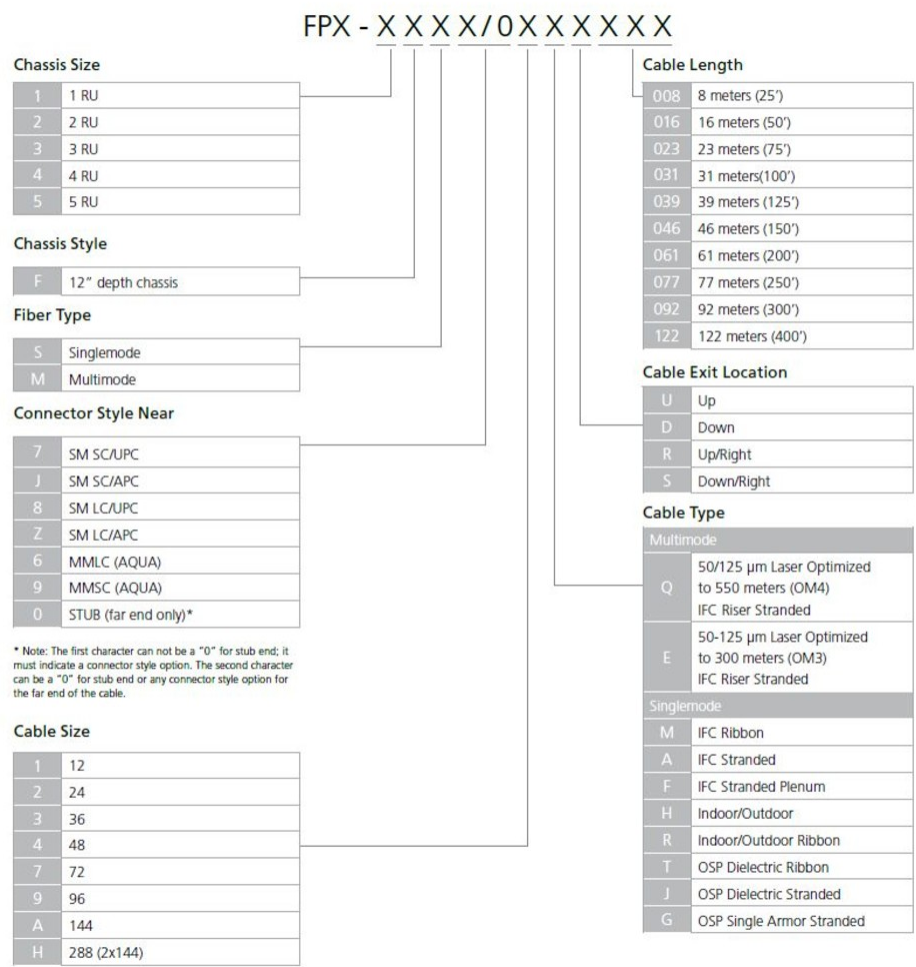 FPX - X X X X / 0 X X X X X X
Chassis Size
1 1 RU
2 2 RU
3 3 RU
4 4 RU
5 5 RU
Chassis Style
F 12” depth chassis
Fiber Type
S Singlemode
M Multimode
Connector Style Near
7 SM SC/UPC
J SM SC/APC
8 SM LC/UPC
Z SM LC/APC
6 MMLC (AQUA)
9 MMSC (AQUA)
0 STUB (far end only)*
* Note: The first character can not be a “0” for stub end; it
must indicate a connector style option. The second character
can be a “0” for stub end or any connector style option for
the far end of the cable.
Cable Size
1 12
2 24
3 36
4 48
7 72
9 96
A 144
H 288 (2x144)
Cable Length
008 8 meters (25’)
016 16 meters (50’)
023 23 meters (75’)
031 31 meters(100’)
039 39 meters (125’)
046 46 meters (150’)
061 61 meters (200’)
077 77 meters (250’)
092 92 meters (300’)
122 122 meters (400’)
Cable Exit Location
U Up
D Down
R Up/Right
S Down/Right
Cable Type
Multimode
50/125 µm Laser Optimized
Q to 550 meters (OM4)
IFC Riser Stranded
50-125 µm Laser Optimized
E to 300 meters (OM3)
IFC Riser Stranded
Singlemode
M IFC Ribbon
A IFC Stranded
F IFC Stranded Plenum
H Indoor/Outdoor
R Indoor/Outdoor Ribbon
T OSP Dielectric Ribbon
J OSP Dielectric Stranded
G OSP Single Armor Stranded